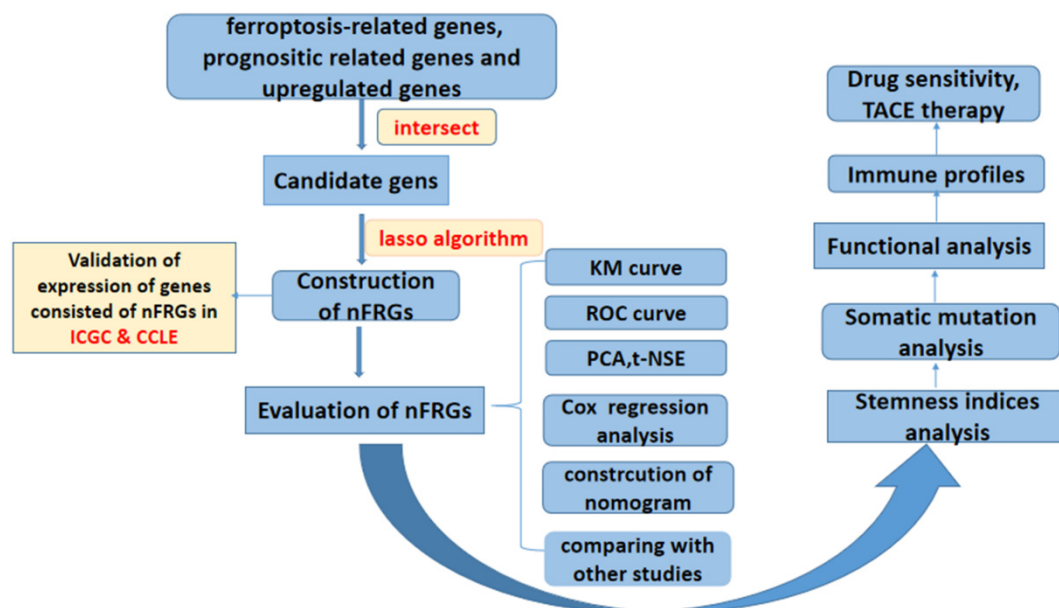 ferroptosis-related genes,
prognositic related genes and
upregulated genes
intersect
Candidate gens
lasso algorithm
Validation of
expression of genes
consisted of nFRGs in
ICGC & CCLE
Construction
of nFRGs
Evaluation of nFRGs
KM curve
ROC curve
PCA,t-NSE
Cox regression
analysis
constrcution of
nomogram
comparing with
other studies
Drug sensitivity,
TACE therapy
Immune profiles
Functional analysis
Somatic mutation
analysis
Stemness indices
analysis